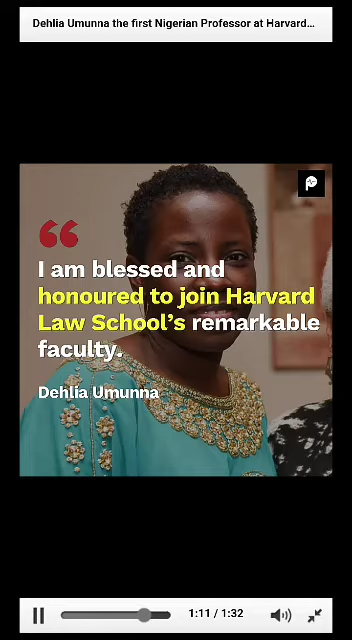 Dehlia Umunna the first Nigerian Professor at Harvard...
I am blessed and
honoured to join Harvard
Law School's remarkable
faculty.
Dehlia Umunna
1:11 / 1:32